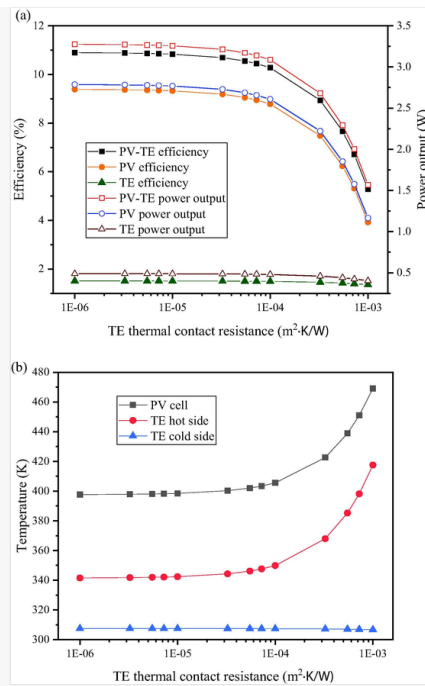 (a)
12
10
8
6
4
2
3.5
3.0
2.5
2.0
1.5
1.0
0.5
Efficiency (%)
Power output (W)
PV-TE efficiency
PV efficiency
TE efficiency
PV-TE power output
PV power output
TE power output
1E-06 1E-05 1E-04 1E-03
TE thermal contact resistance (m²·K/W)
(b)
480
460
440
420
400
380
360
340
320
300
Temperature (K)
PV cell
TE hot side
TE cold side
1E-06 1E-05 1E-04 1E-03
TE thermal contact resistance (m²·K/W)